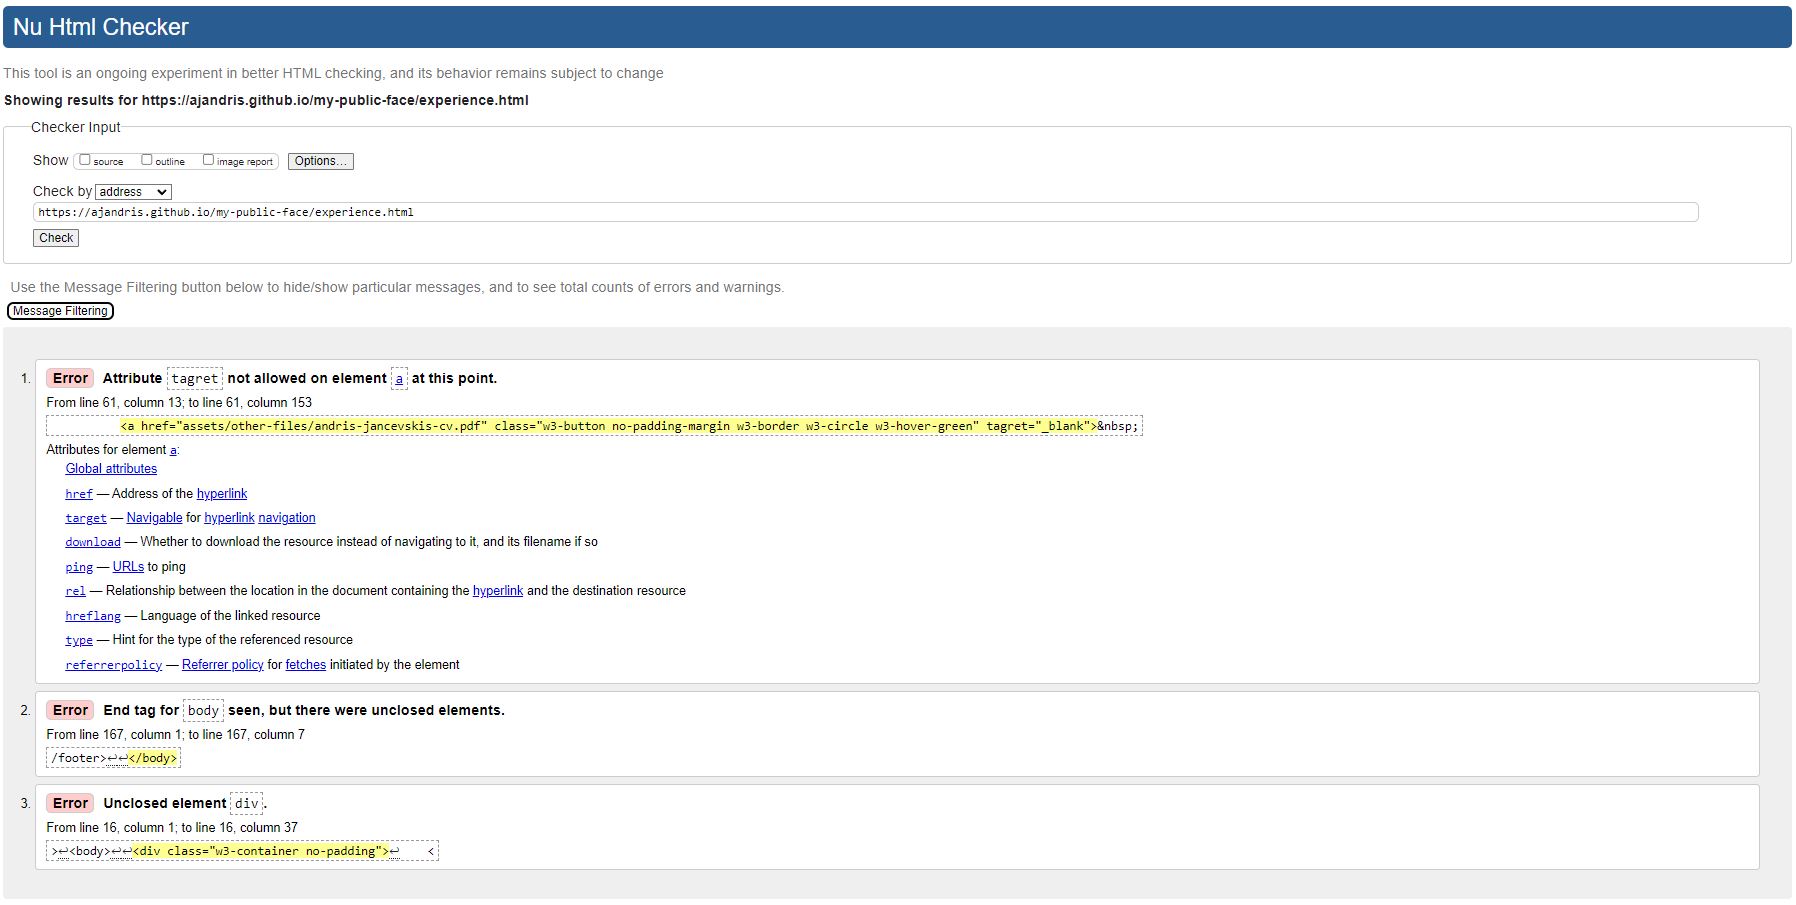 Nu Html Checker
This tool is an ongoing experiment in better HTML checking, and its behavior remains subject to change
Showing results for https://ajandris.github.io/my-public-face/experience.html
Checker Input
Show source outline image report Options...
Check by address
https://ajandris.github.io/my-public-face/experience.html
Check
Use the Message Filtering button below to hide/show particular messages, and to see total counts of errors and warnings.
Message Filtering
1. Error Attribute tagret not allowed on element a at this point.
From line 61, column 13; to line 61, column 153
<a href="assets/other-files/andris-jancevskis-cv.pdf" class="w3-button no-padding-margin w3-border w3-circle w3-hover-green" tagret="_blank">&nbsp;
Attributes for element a:
Global attributes
href — Address of the hyperlink
target — Navigable for hyperlink navigation
download — Whether to download the resource instead of navigating to it, and its filename if so
ping — URLs to ping
rel — Relationship between the location in the document containing the hyperlink and the destination resource
hreflang — Language of the linked resource
type — Hint for the type of the referenced resource
referrerpolicy — Referrer policy for fetches initiated by the element
2. Error End tag for body seen, but there were unclosed elements.
From line 167, column 1; to line 167, column 7
/footer>↩↩</body>
3. Error Unclosed element div.
From line 16, column 1; to line 16, column 37
>↩<body>↩↩<div class="w3-container no-padding">↩ <